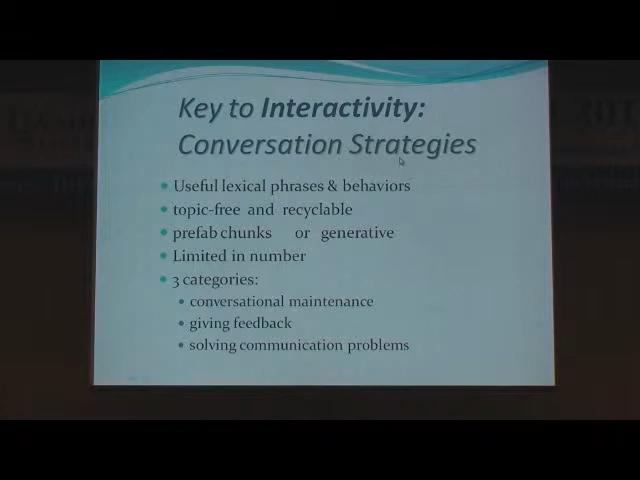 Key to Interactivity:
Conversation Strategies
Useful lexical phrases & behaviors
topic-free and recyclable
prefab chunks or generative
Limited in number
3 categories:
conversational maintenance
giving feedback
solving communication problems